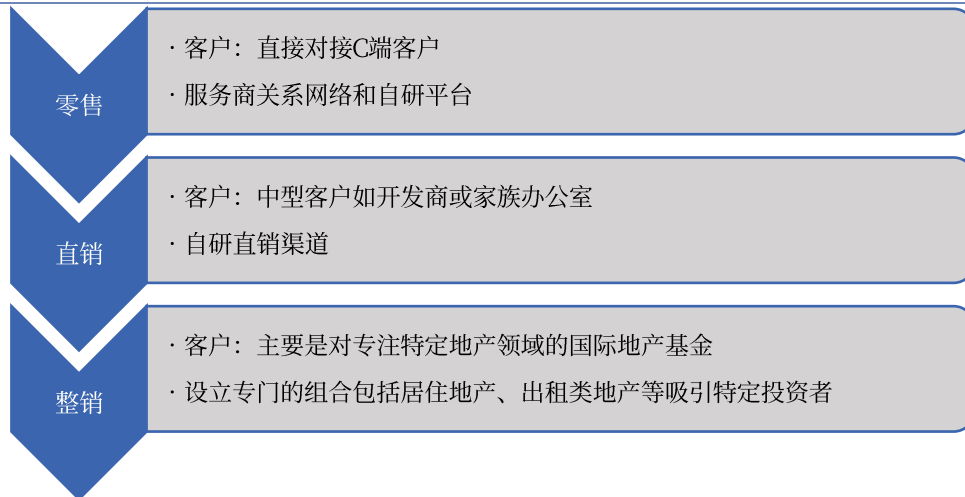 零售
· 客户：直接对接C端客户
· 服务商关系网络和自研平台
直销
· 客户：中型客户如开发商或家族办公室
· 自研直销渠道
整销
· 客户：主要是对专注特定地产领域的国际地产基金
· 设立专门的组合包括居住地产、出租类地产等吸引特定投资者